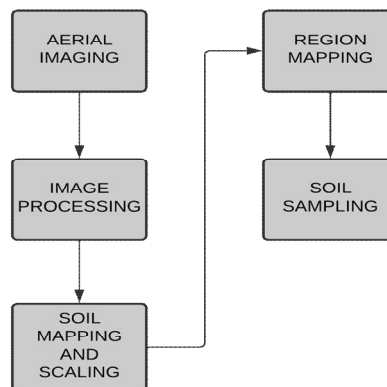 AERIAL
IMAGING
IMAGE
PROCESSING
SOIL
MAPPING
AND
SCALING
REGION
MAPPING
SOIL
SAMPLING